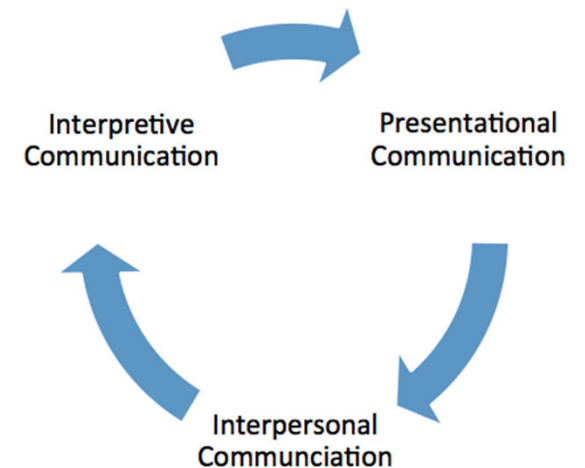 Interpretive
Communication
Presentational
Communication
Interpersonal
Communciation